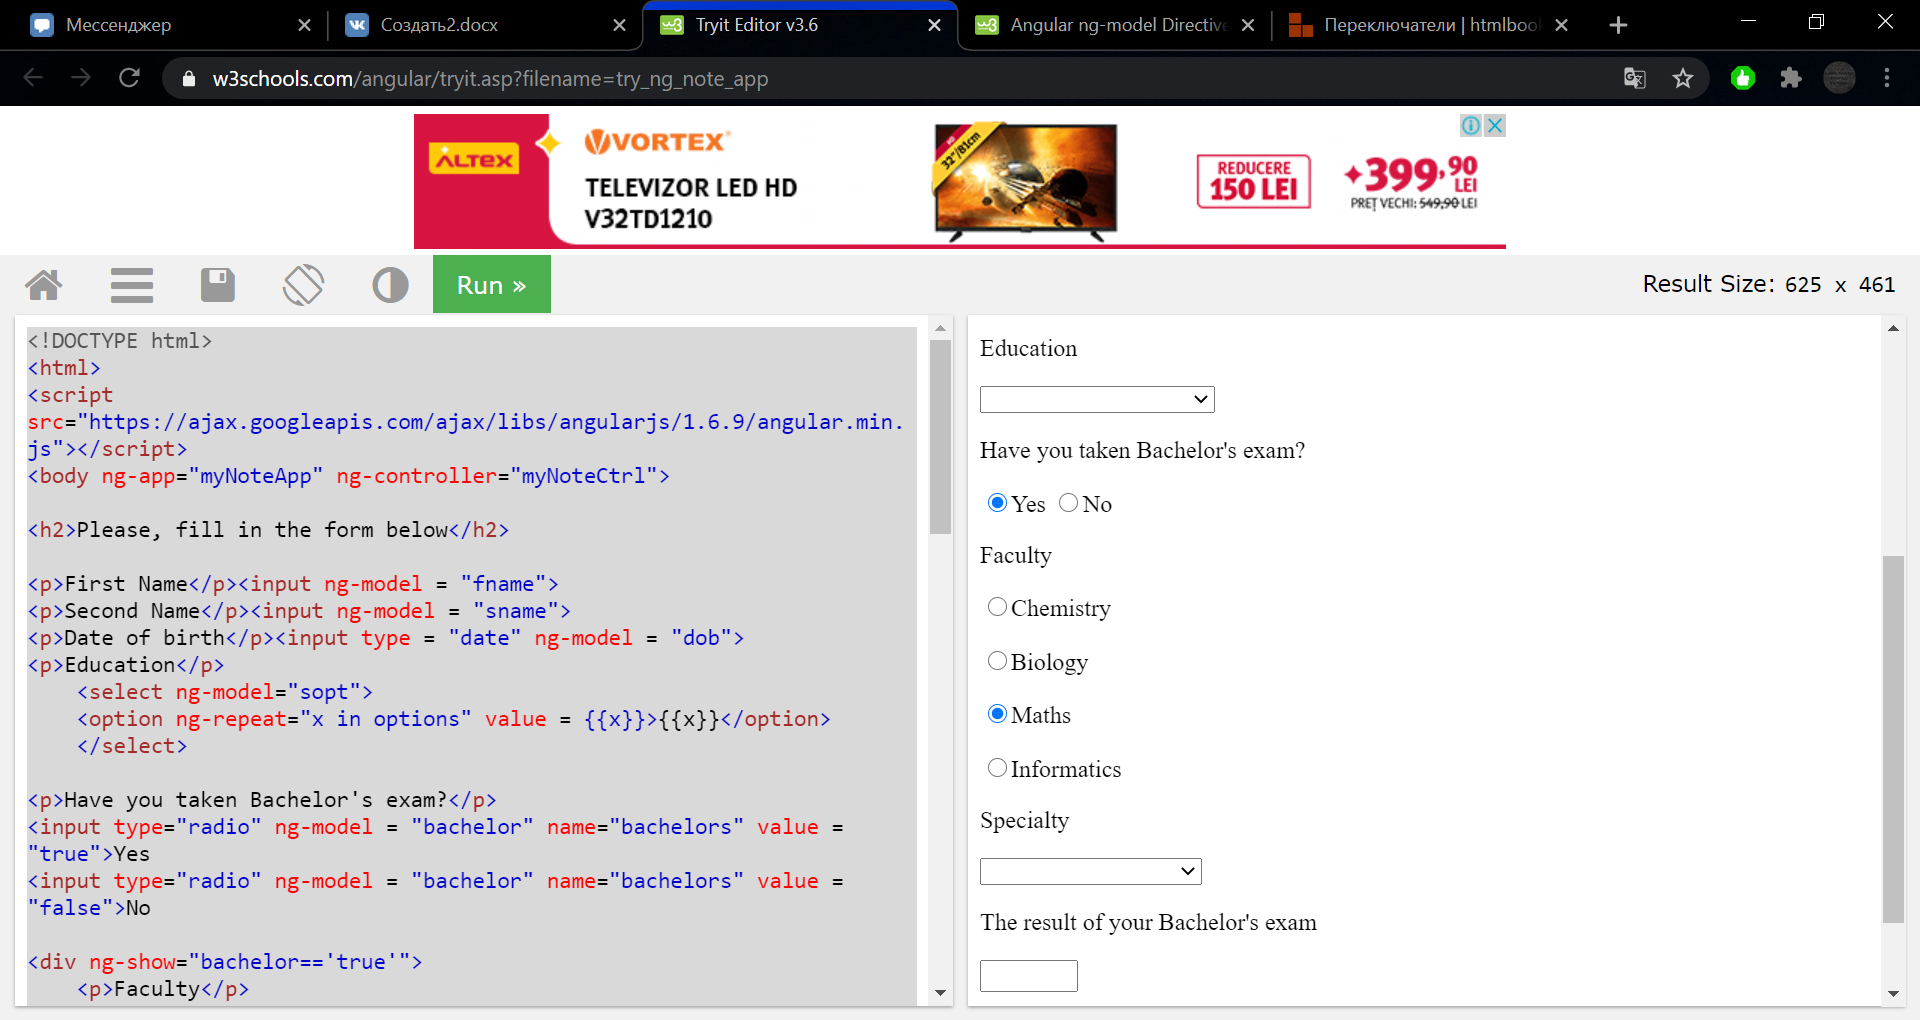 Мессенджер
Создать2.docx
Tryit Editor v3.6
Angular ng-model Directive
Переключатели | htmlbook
w3schools.com/angular/tryit.asp?filename=try_ng_note_app
ALTEX
VORTEX
TELEVIZOR LED HD
V32TD1210
HD
32"/81cm
REDUCERE
150 LEI
399,90
LEI
PREȚ VECHI: 549,90 LEI
Run »
Result Size: 625 x 461
<!DOCTYPE html>
<html>
<script
src="https://ajax.googleapis.com/ajax/libs/angularjs/1.6.9/angular.min.
js"></script>
<body ng-app="myNoteApp" ng-controller="myNoteCtrl">
<h2>Please, fill in the form below</h2>
<p>First Name</p><input ng-model = "fname">
<p>Second Name</p><input ng-model = "sname">
<p>Date of birth</p><input type = "date" ng-model = "dob">
<p>Education</p>
<select ng-model="sopt">
<option ng-repeat="x in options" value = {{x}}>{{x}}</option>
</select>
<p>Have you taken Bachelor's exam?</p>
<input type="radio" ng-model = "bachelor" name="bachelors" value =
"true">Yes
<input type="radio" ng-model = "bachelor" name="bachelors" value =
"false">No
<div ng-show="bachelor=='true'">
<p>Faculty</p>
Education
Have you taken Bachelor's exam?
Yes No
Faculty
Chemistry
Biology
Maths
Informatics
Specialty
The result of your Bachelor's exam